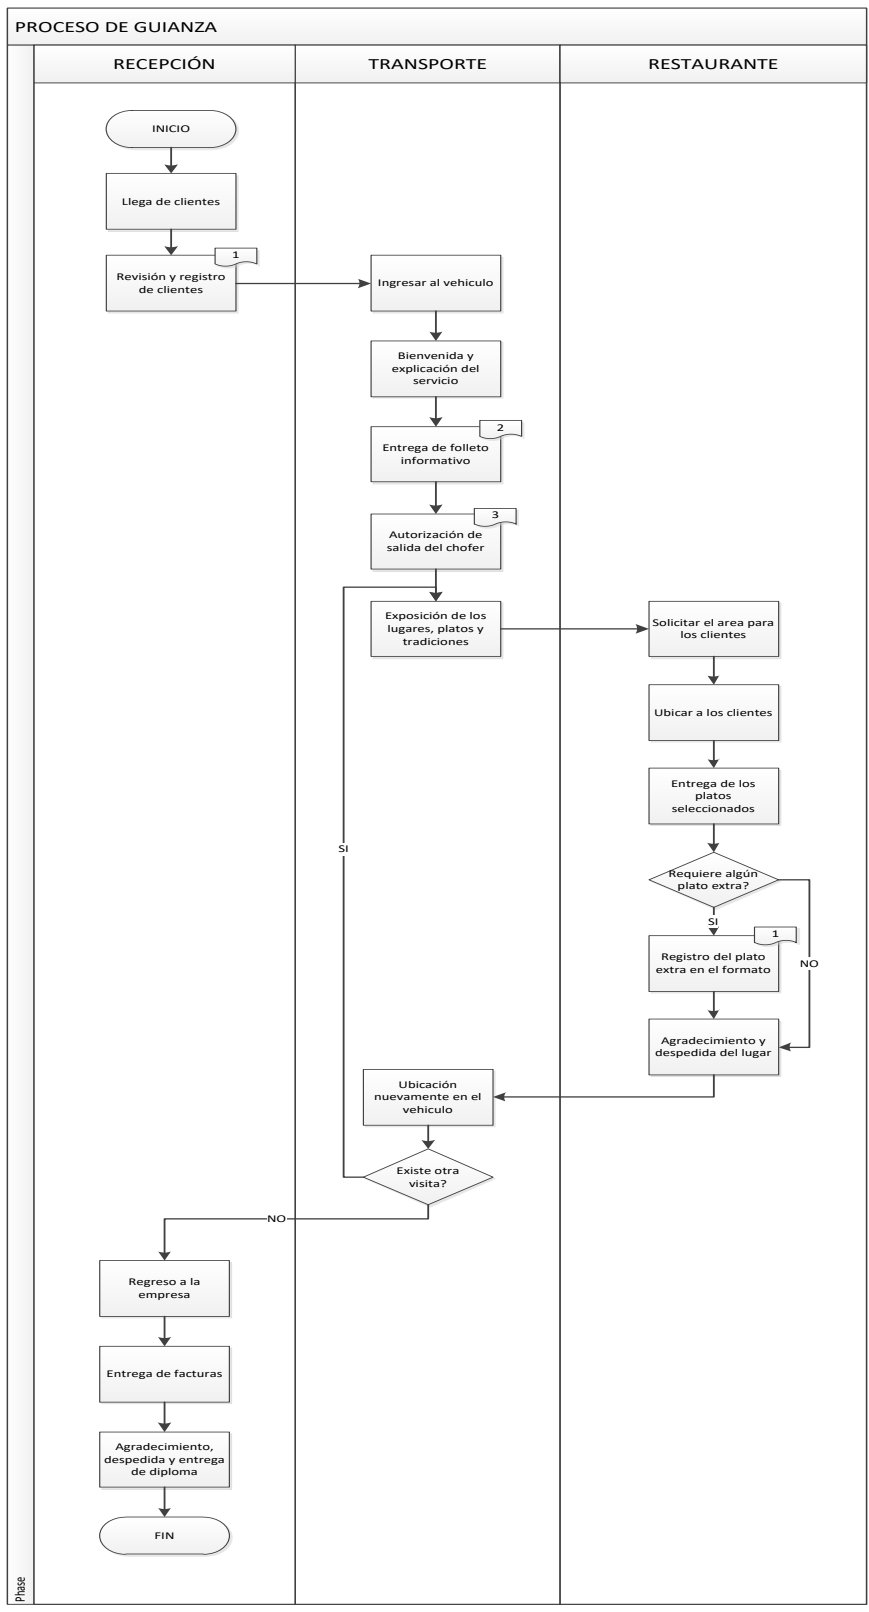 PROCESO DE GUIANZA
RECEPCIÓN
TRANSPORTE
RESTAURANTE
INICIO
Llega de clientes
1
Revisión y registro
de clientes
Ingresar al vehiculo
Bienvenida y
explicación del
servicio
2
Entrega de folleto
informativo
3
Autorización de
salida del chofer
Exposición de los
lugares, platos y
tradiciones
Solicitar el area para
los clientes
Ubicar a los clientes
Entrega de los
platos
seleccionados
SI
Requiere algún
plato extra?
SI
1
Registro del plato
extra en el formato
NO
Agradecimiento y
despedida del lugar
Ubicación
nuevamente en el
vehiculo
Existe otra
visita?
NO
Regreso a la
empresa
Entrega de facturas
Agradecimiento,
despedida y entrega
de diploma
FIN
Phase